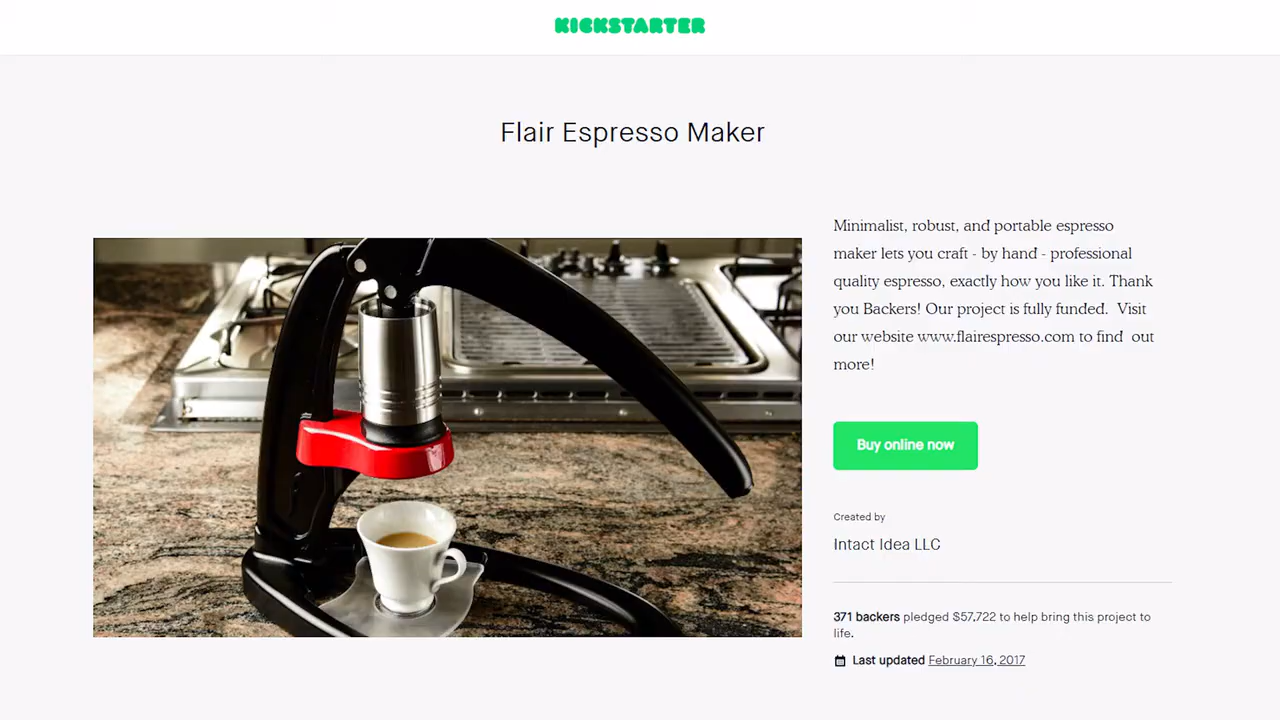 KICKSTARTER
Flair Espresso Maker
Minimalist, robust, and portable espresso
maker lets you craft - by hand - professional
quality espresso, exactly how you like it. Thank
you Backers! Our project is fully funded.  Visit
our website www.flairespresso.com to find  out
more!
Buy online now
Created by
Intact Idea LLC
371 backers pledged $57,722 to help bring this project to
life.
Last updated February 16, 2017